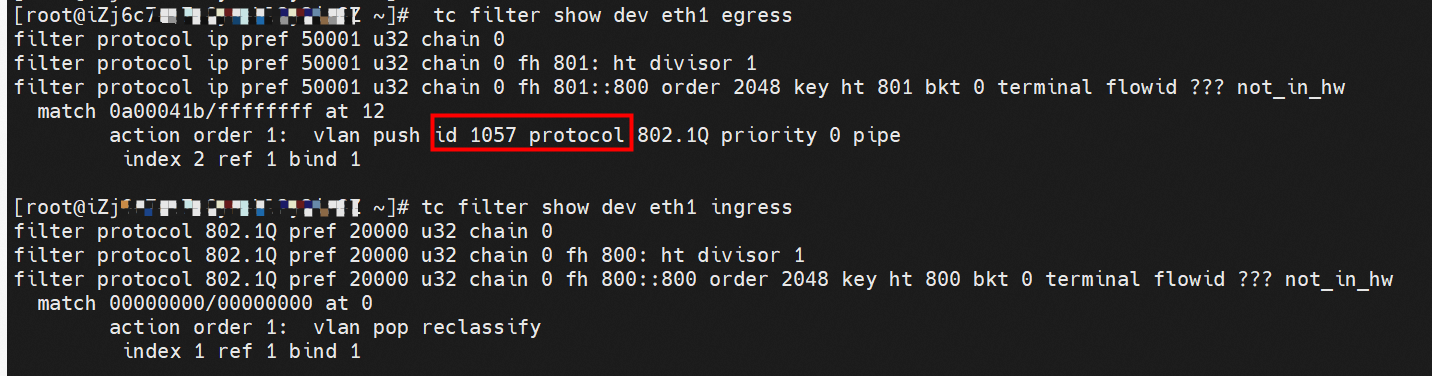 [root@iZj6c7 Z ~]#  tc filter show dev eth1 egress
filter protocol ip pref 50001 u32 chain 0
filter protocol ip pref 50001 u32 chain 0 fh 801: ht divisor 1
filter protocol ip pref 50001 u32 chain 0 fh 801::800 order 2048 key ht 801 bkt 0 terminal flowid ??? not_in_hw
  match 0a00041b/ffffffff at 12
        action order 1:  vlan push id 1057 protocol 802.1Q priority 0 pipe
         index 2 ref 1 bind 1
[root@iZj Z ~]# tc filter show dev eth1 ingress
filter protocol 802.1Q pref 20000 u32 chain 0
filter protocol 802.1Q pref 20000 u32 chain 0 fh 800: ht divisor 1
filter protocol 802.1Q pref 20000 u32 chain 0 fh 800::800 order 2048 key ht 800 bkt 0 terminal flowid ??? not_in_hw
  match 00000000/00000000 at 0
        action order 1:  vlan pop reclassify
         index 1 ref 1 bind 1